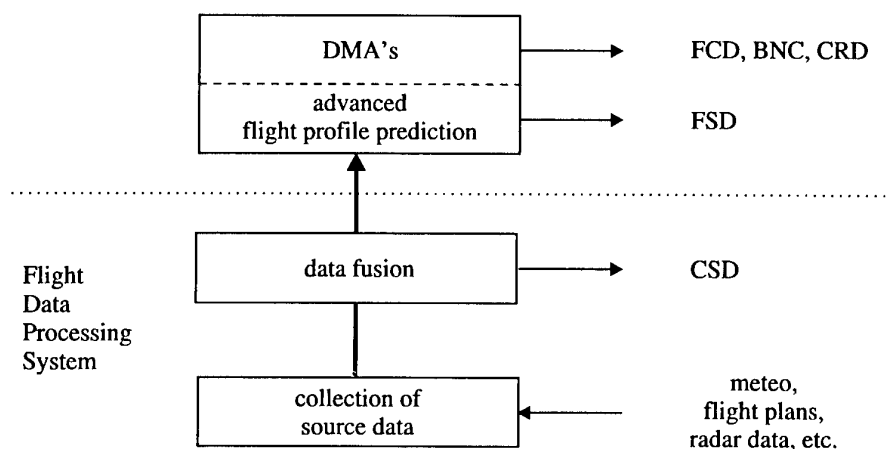 DMA's
FCD, BNC, CRD
advanced
flight profile prediction
FSD
data fusion
CSD
Flight
Data
Processing
System
collection of
source data
meteo,
flight plans,
radar data, etc.